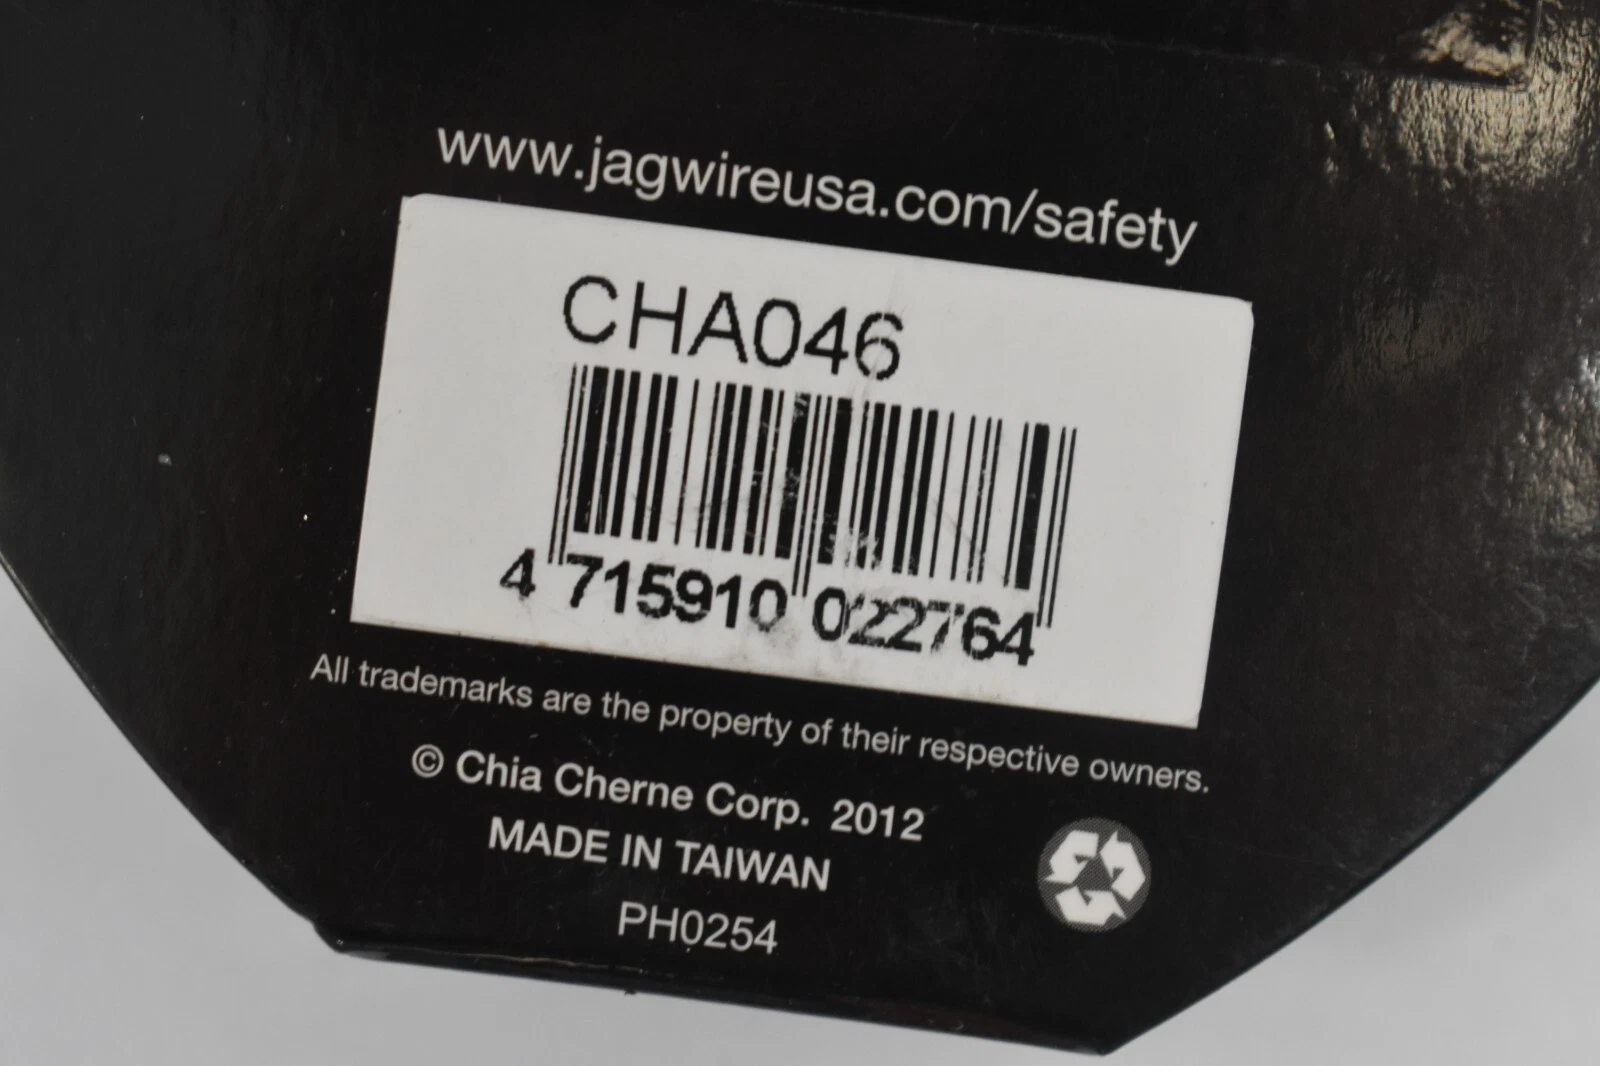 www.jagwireusa.com/safety
CHA046
4 715910 022764
All trademarks are the property of their respective owners.
© Chia Cherne Corp. 2012
MADE IN TAIWAN
PH0254